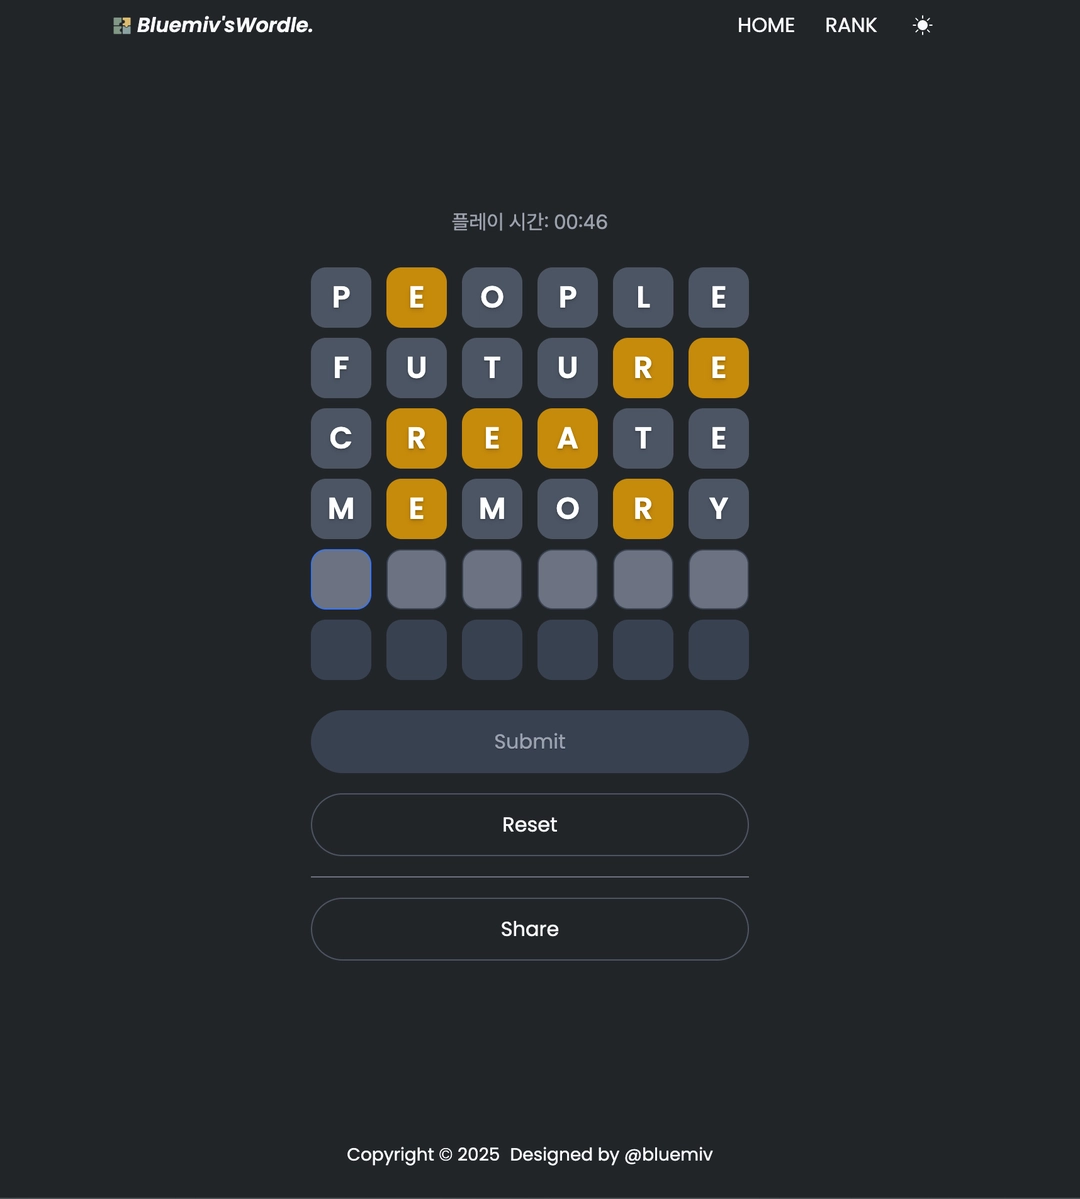 Bluemiv'sWordle.
HOME RANK
플레이 시간: 00:46
P E O P L E
F U T U R E
C R E A T E
M E M O R Y
Submit
Reset
Share
Copyright © 2025 Designed by @bluemiv